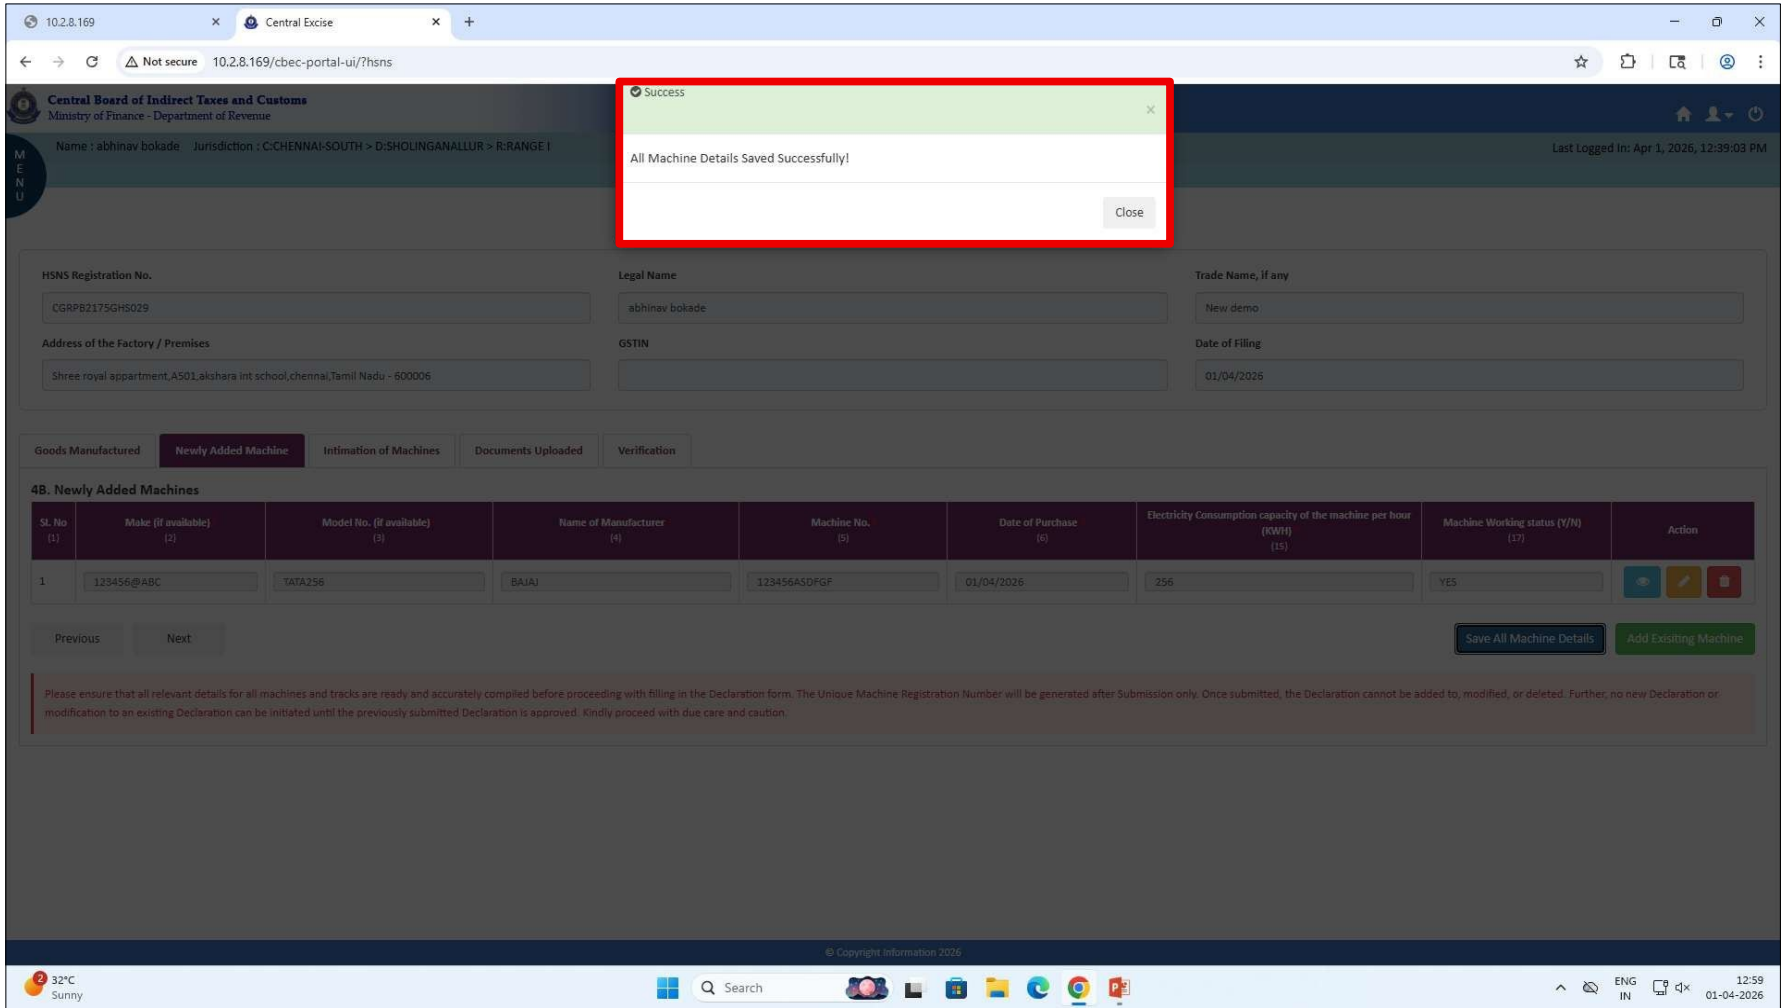 10.2.8.169
Central Excise
Not secure 10.2.8.169/cbec-portal-ui/?hsns
Central Board of Indirect Taxes and Customs
Ministry of Finance - Department of Revenue
MENU
Name : abhinav bokade Jurisdiction : C:CHENNAI-SOUTH > D:SHOLINGANALLUR > R:RANGE I
Last Logged In: Apr 1, 2026, 12:39:03 PM
Success
×
All Machine Details Saved Successfully!
Close
HSNS Registration No.
Legal Name
Trade Name, if any
CGRPB2175GHS029
abhinav bokade
New demo
Address of the Factory / Premises
GSTIN
Date of Filing
Shree royal appartment,A501,akshara int school,chennai,Tamil Nadu - 600006
01/04/2026
Goods Manufactured
Newly Added Machine
Intimation of Machines
Documents Uploaded
Verification
4B. Newly Added Machines
Sl. No (1)
Make (if available) (2)
Model No. (if available) (3)
Name of Manufacturer (4)
Machine No. (5)
Date of Purchase (6)
Electricity Consumption capacity of the machine per hour (KWH) (15)
Machine Working status (Y/N) (17)
Action
1
123456@ABC
TATA256
BAJAJ
123456ASDFGF
01/04/2026
256
YES
Previous
Next
Save All Machine Details
Add Exisiting Machine
Please ensure that all relevant details for all machines and tracks are ready and accurately compiled before proceeding with filling in the Declaration form. The Unique Machine Registration Number will be generated after Submission only. Once submitted, the Declaration cannot be added to, modified, or deleted. Further, no new Declaration or
modification to an existing Declaration can be initiated until the previously submitted Declaration is approved. Kindly proceed with due care and caution.
© Copyright Information 2026
2
32°C
Sunny
Search
ENG
IN
12:59
01-04-2026